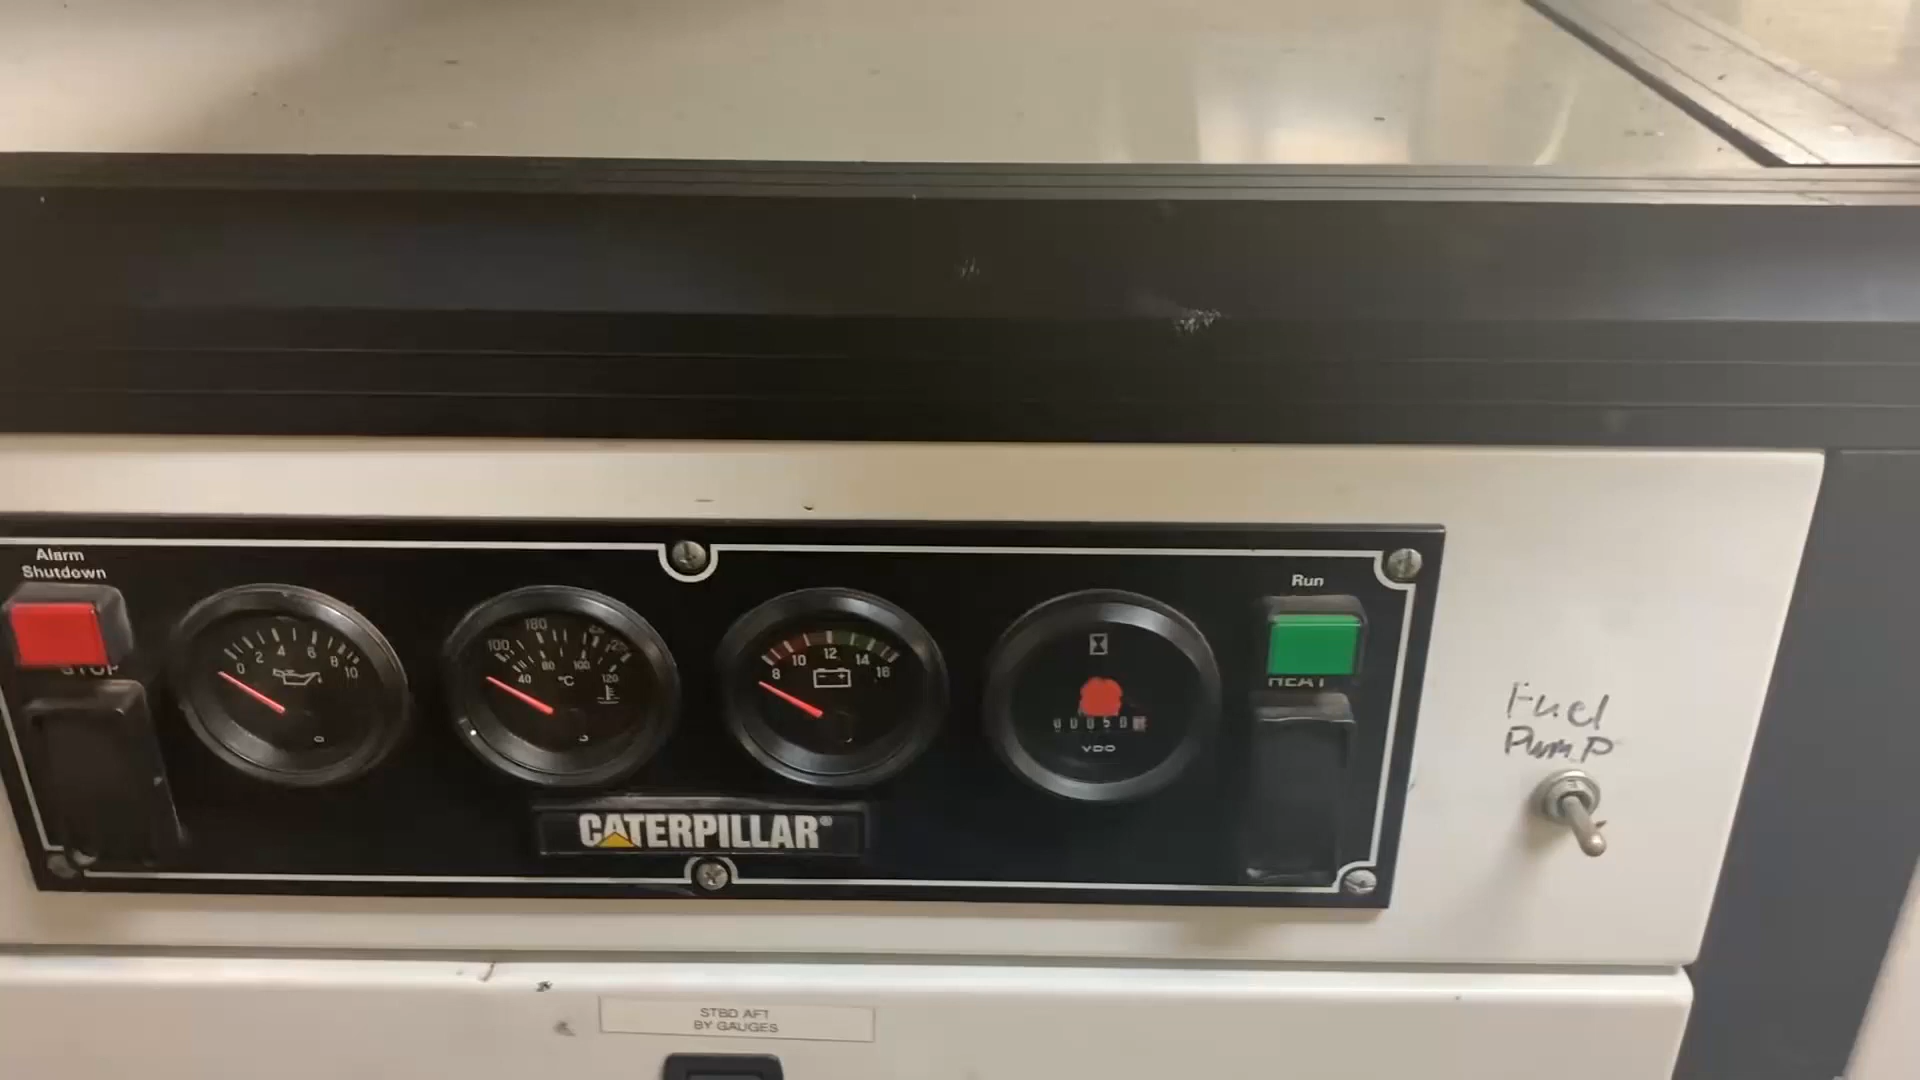 Alarm
Shutdown
STOP
0 2 4 6 8 10
100 180
40 80 100 120
°C
8 10 12 14 16
VDO
Run
HEAT
CATERPILLAR®
Fuel
Pump
STBD AFT
BY GAUGES